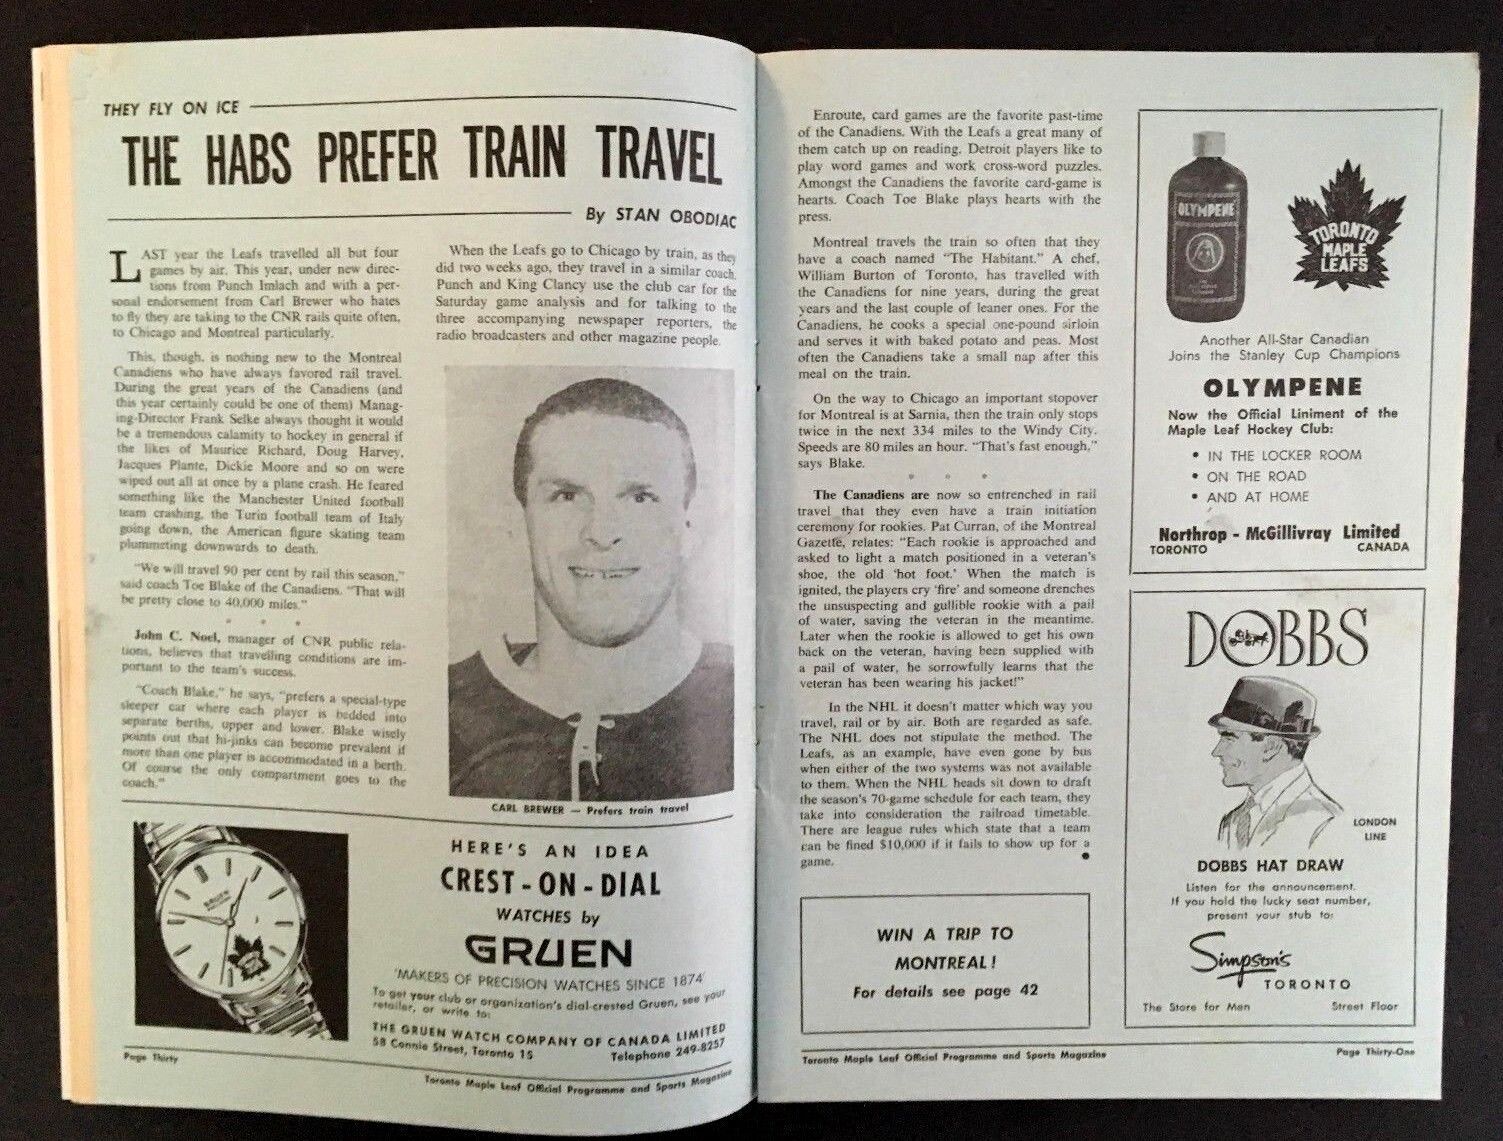 THEY FLY ON ICE
THE HABS PREFER TRAIN TRAVEL
By STAN OBODIAC
LAST year the Leafs travelled all but four
games by air. This year, under new direc-
tions from Punch Imlach and with a per-
sonal endorsement from Carl Brewer who hates
to fly they are taking to the CNR rails quite often,
to Chicago and Montreal particularly.
This, though, is nothing new to the Montreal
Canadiens who have always favored rail travel.
During the great years of the Canadiens (and
this year certainly could be one of them) Manag-
ing-Director Frank Selke always thought it would
be a tremendous calamity to hockey in general if
the likes of Maurice Richard, Doug Harvey,
Jacques Plante, Dickie Moore and so on were
wiped out all at once by a plane crash. He feared
something like the Manchester United football
team crashing, the Turin football team of Italy
going down, the American figure skating team
plummeting downwards to death.
"We will travel 90 per cent by rail this season,"
said coach Toe Blake of the Canadiens. "That will
be pretty close to 40,000 miles."
* * *
John C. Noel, manager of CNR public rela-
tions, believes that travelling conditions are im-
portant to the team's success.
"Coach Blake," he says, "prefers a special-type
sleeper car where each player is bedded into
separate berths, upper and lower. Blake wisely
points out that hi-jinks can become prevalent if
more than one player is accommodated in a berth.
Of course the only compartment goes to the
coach."
When the Leafs go to Chicago by train, as they
did two weeks ago, they travel in a similar coach.
Punch and King Clancy use the club car for the
Saturday game analysis and for talking to the
three accompanying newspaper reporters, the
radio broadcasters and other magazine people.
CARL BREWER — Prefers train travel
GRUEN
HERE'S AN IDEA
CREST-ON-DIAL
WATCHES by
GRUEN
'MAKERS OF PRECISION WATCHES SINCE 1874'
To get your club or organization's dial-crested Gruen, see your
retailer, or write to:
THE GRUEN WATCH COMPANY OF CANADA LIMITED
58 Connie Street, Toronto 15 Telephone 249-8257
Page Thirty
Toronto Maple Leaf Official Programme and Sports Magazine
Enroute, card games are the favorite past-time
of the Canadiens. With the Leafs a great many of
them catch up on reading. Detroit players like to
play word games and work cross-word puzzles.
Amongst the Canadiens the favorite card-game is
hearts. Coach Toe Blake plays hearts with the
press.
Montreal travels the train so often that they
have a coach named "The Habitant." A chef,
William Burton of Toronto, has travelled with
the Canadiens for nine years, during the great
years and the last couple of leaner ones. For the
Canadiens, he cooks a special one-pound sirloin
and serves it with baked potato and peas. Most
often the Canadiens take a small nap after this
meal on the train.
On the way to Chicago an important stopover
for Montreal is at Sarnia, then the train only stops
twice in the next 334 miles to the Windy City.
Speeds are 80 miles an hour. "That's fast enough,"
says Blake.
* * *
The Canadiens are now so entrenched in rail
travel that they even have a train initiation
ceremony for rookies. Pat Curran, of the Montreal
Gazette, relates: "Each rookie is approached and
asked to light a match positioned in a veteran's
shoe, the old 'hot foot.' When the match is
ignited, the players cry 'fire' and someone drenches
the unsuspecting and gullible rookie with a pail
of water, saving the veteran in the meantime.
Later when the rookie is allowed to get his own
back on the veteran, having been supplied with
a pail of water, he sorrowfully learns that the
veteran has been wearing his jacket!"
In the NHL it doesn't matter which way you
travel, rail or by air. Both are regarded as safe.
The NHL does not stipulate the method. The
Leafs, as an example, have even gone by bus
when either of the two systems was not available
to them. When the NHL heads sit down to draft
the season's 70-game schedule for each team, they
take into consideration the railroad timetable.
There are league rules which state that a team
can be fined $10,000 if it fails to show up for a
game.
WIN A TRIP TO
MONTREAL!
For details see page 42
OLYMPENE
TORONTO
MAPLE
LEAFS
Another All-Star Canadian
Joins the Stanley Cup Champions
OLYMPENE
Now the Official Liniment of the
Maple Leaf Hockey Club:
• IN THE LOCKER ROOM
• ON THE ROAD
• AND AT HOME
Northrop - McGillivray Limited
TORONTO CANADA
DOBBS
LONDON
LINE
DOBBS HAT DRAW
Listen for the announcement.
If you hold the lucky seat number,
present your stub to:
Simpson's
TORONTO
The Store for Men Street Floor
Toronto Maple Leaf Official Programme and Sports Magazine
Page Thirty-One